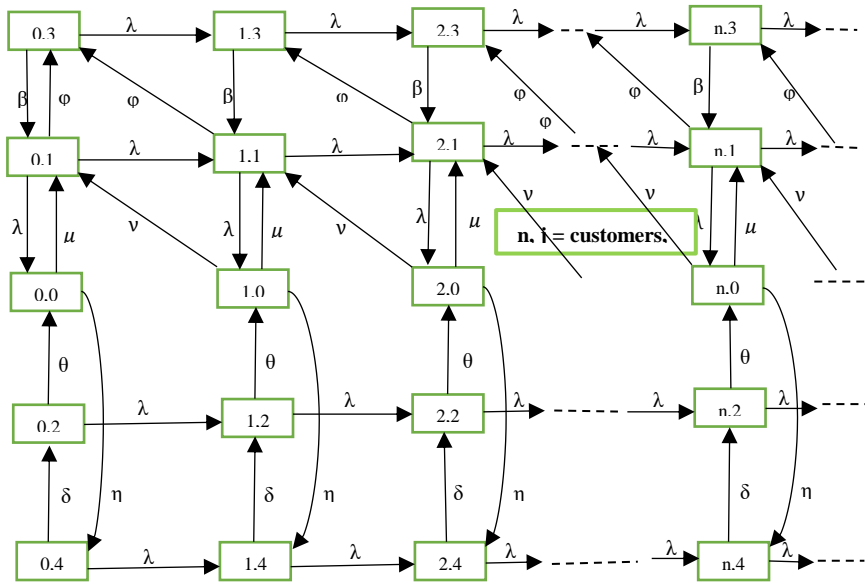 0.3 λ 1.3 λ 2.3 λ λ n.3 λ
β φ φ β φ β φ φ β φ
φ
0.1 λ 1.1 λ 2.1 λ λ n.1 λ
λ μ ν λ μ ν λ μ ν ν λ μ ν
n, j = customers,
0.0 1.0 2.0 n.0
θ θ θ θ
0.2 λ 1.2 λ 2.2 λ λ n.2 λ
δ η δ η δ η δ η
0.4 λ 1.4 λ 2.4 λ λ n.4 λ